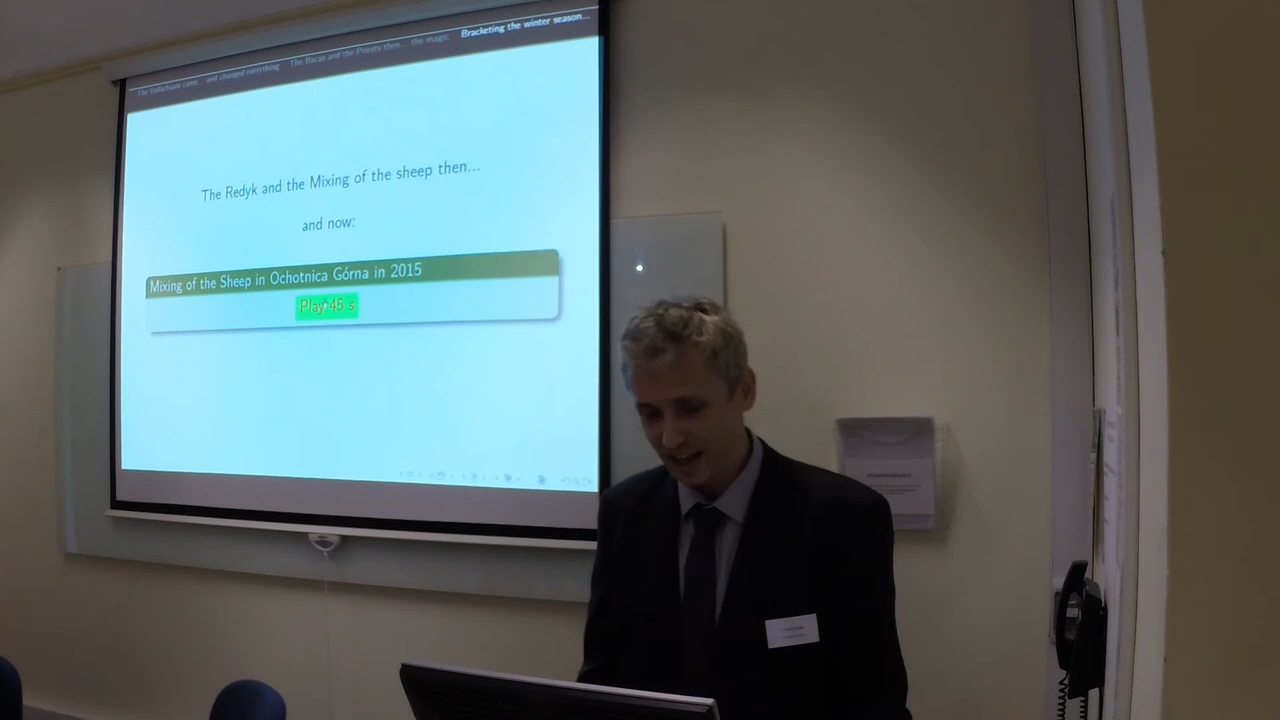 The Vallachians came... and changed everything
The Bacas and the Priests then... the magic
Bracketing the winter season...
The Redyk and the Mixing of the sheep then...
and now:
Mixing of the Sheep in Ochotnica Górna in 2015
Play 45 s